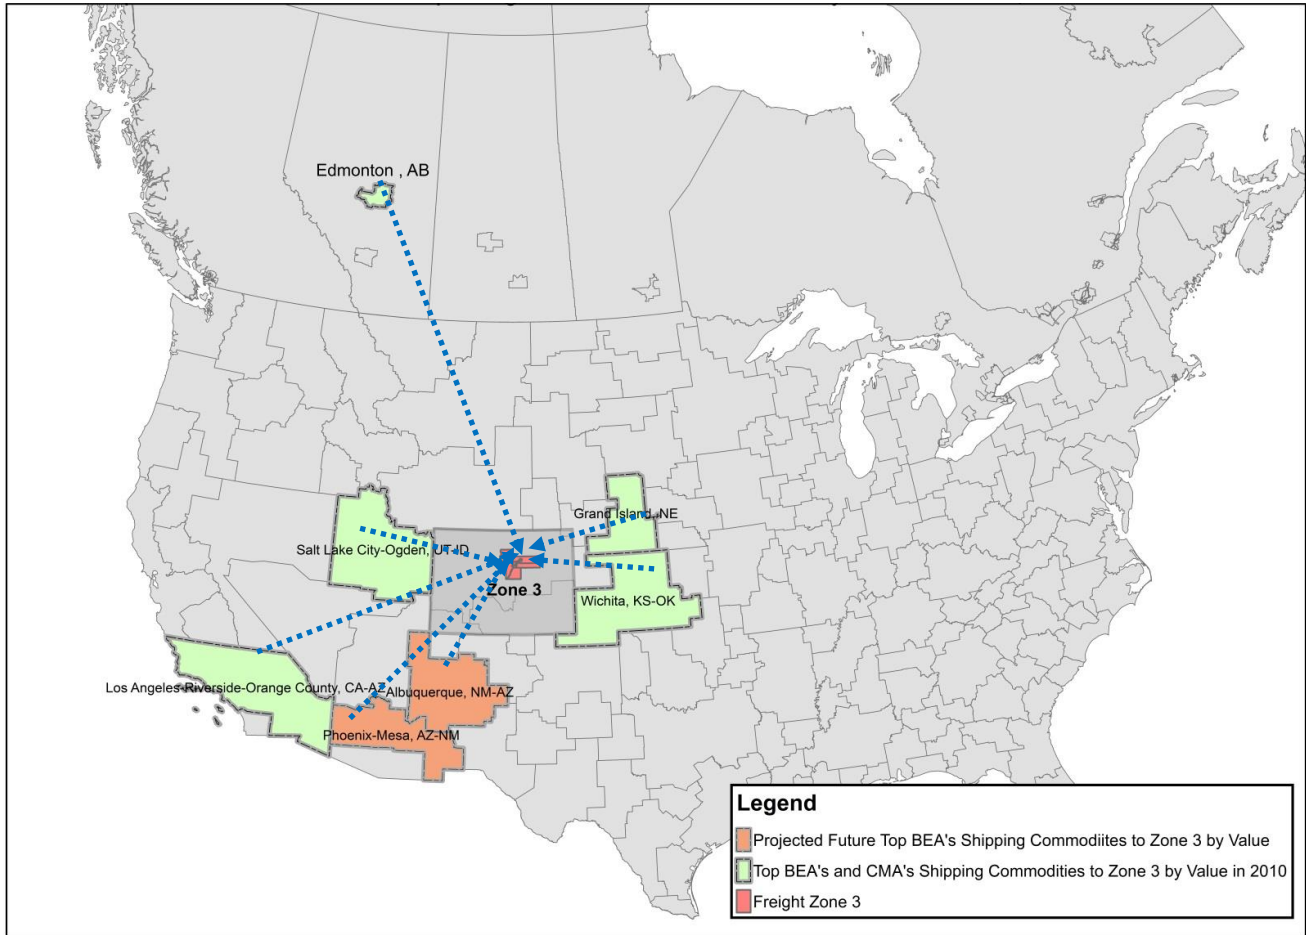 Edmonton , AB
Grand Island, NE
Salt Lake City-Ogden, UT-ID
Zone 3
Wichita, KS-OK
Los Angeles-Riverside-Orange County, CA-AZ
Albuquerque, NM-AZ
Phoenix-Mesa, AZ-NM
Legend
Projected Future Top BEA's Shipping Commodiites to Zone 3 by Value
Top BEA's and CMA's Shipping Commodities to Zone 3 by Value in 2010
Freight Zone 3